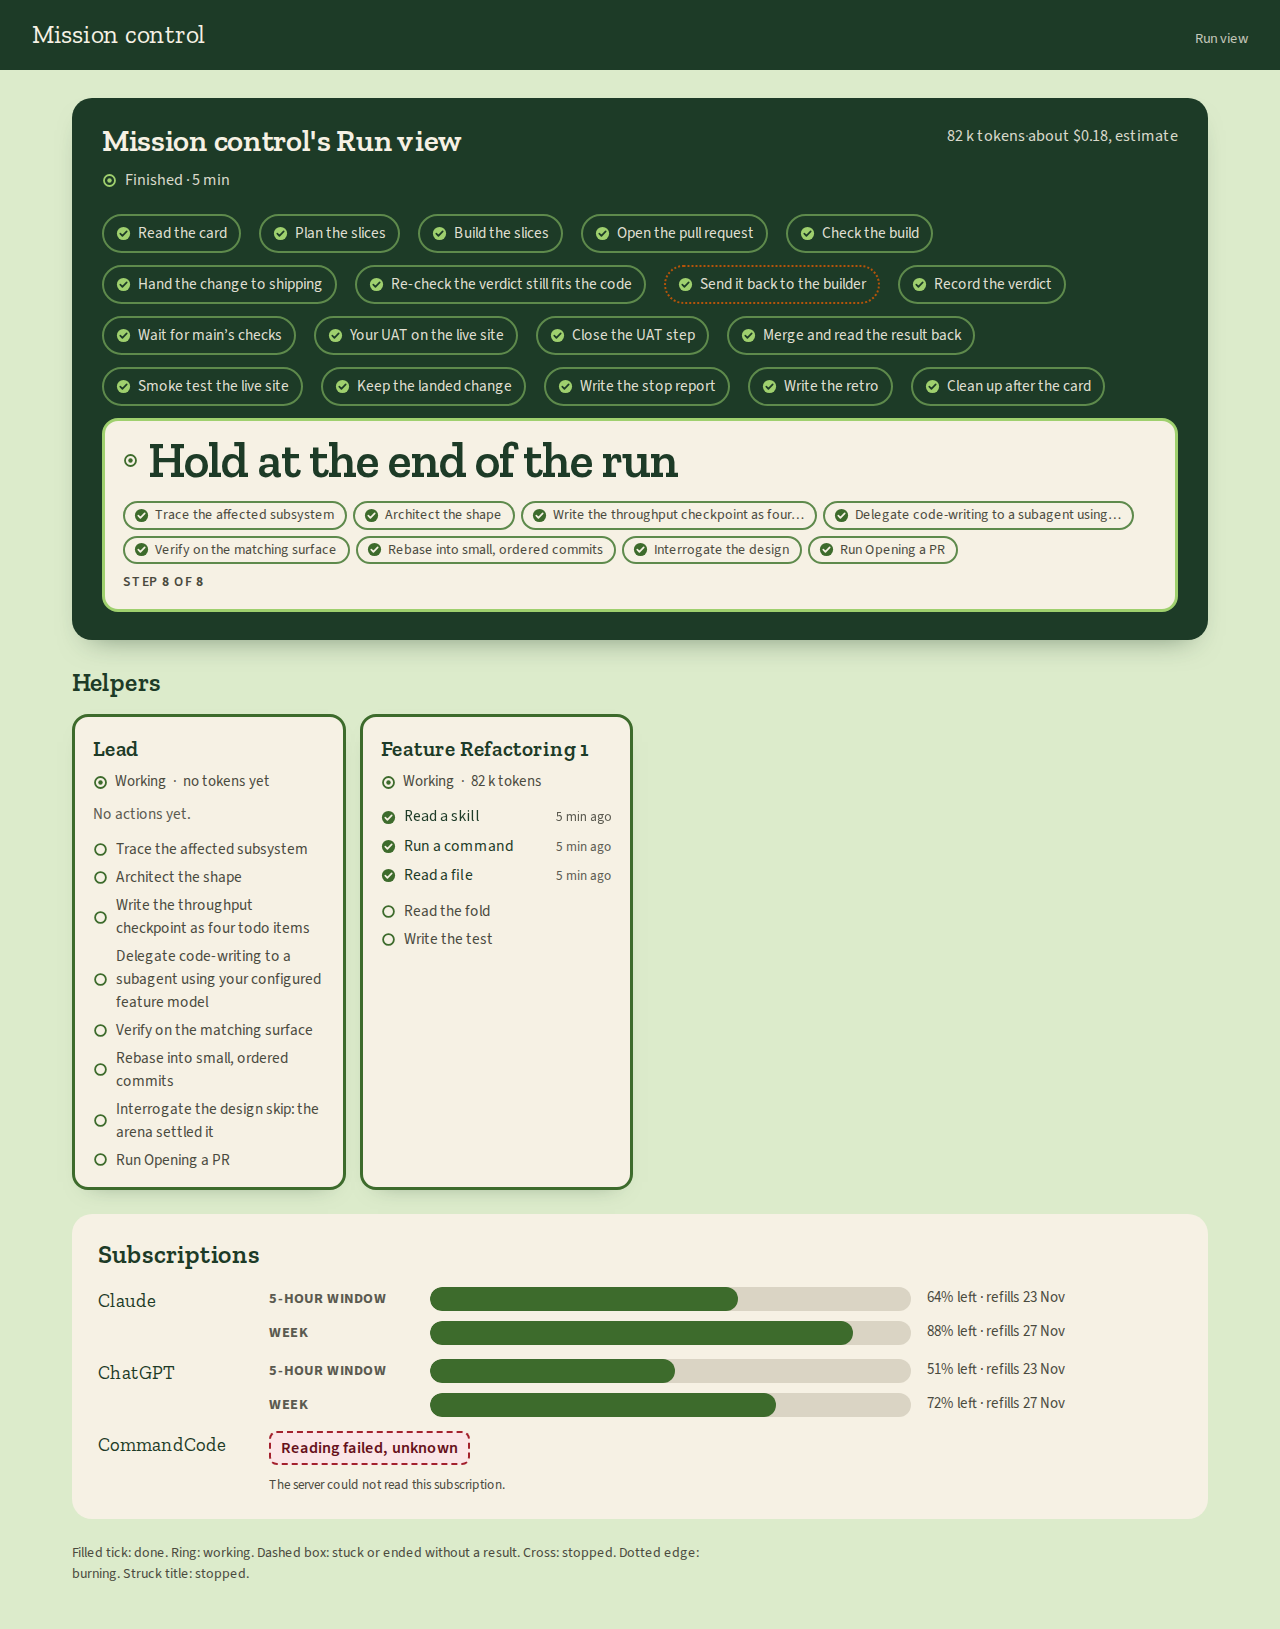 Mission control
Run view
Mission control's Run view
82 k tokens·about $0.18, estimate
Finished · 5 min
Read the card
Plan the slices
Build the slices
Open the pull request
Check the build
Hand the change to shipping
Re-check the verdict still fits the code
Send it back to the builder
Record the verdict
Wait for main’s checks
Your UAT on the live site
Close the UAT step
Merge and read the result back
Smoke test the live site
Keep the landed change
Write the stop report
Write the retro
Clean up after the card
Hold at the end of the run
Trace the affected subsystem
Architect the shape
Write the throughput checkpoint as four…
Delegate code-writing to a subagent using…
Verify on the matching surface
Rebase into small, ordered commits
Interrogate the design
Run Opening a PR
STEP 8 OF 8
Helpers
Lead
Working · no tokens yet
No actions yet.
Trace the affected subsystem
Architect the shape
Write the throughput
checkpoint as four todo items
Delegate code-writing to a
subagent using your configured
feature model
Verify on the matching surface
Rebase into small, ordered
commits
Interrogate the design skip: the
arena settled it
Run Opening a PR
Feature Refactoring 1
Working · 82 k tokens
Read a skill 5 min ago
Run a command 5 min ago
Read a file 5 min ago
Read the fold
Write the test
Subscriptions
Claude
5-HOUR WINDOW 64% left · refills 23 Nov
WEEK 88% left · refills 27 Nov
ChatGPT
5-HOUR WINDOW 51% left · refills 23 Nov
WEEK 72% left · refills 27 Nov
CommandCode
Reading failed, unknown
The server could not read this subscription.
Filled tick: done. Ring: working. Dashed box: stuck or ended without a result. Cross: stopped. Dotted edge:
burning. Struck title: stopped.